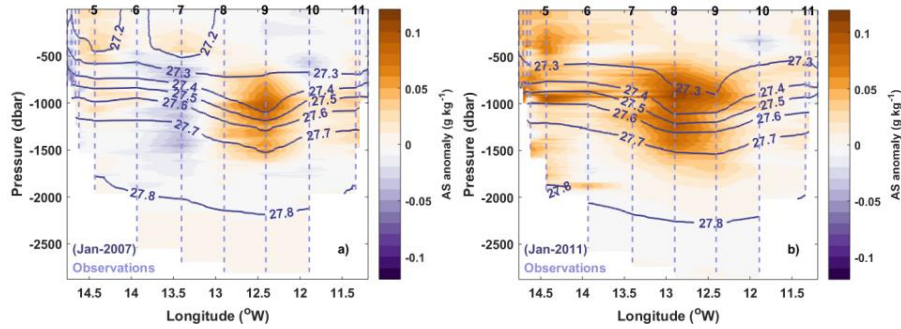 5 6 7 8 9 10 11
27.2 27.2
27.3 27.3
27.4 27.4
27.5 27.5
27.6 27.6
27.7 27.7
27.8 27.8
-500
-1000
-1500
-2000
-2500
Pressure (dbar)
(Jan-2007)
Observations
a)
14.5 14 13.5 13 12.5 12 11.5
Longitude (°W)
0.1
0.05
0
-0.05
-0.1
AS anomaly (g kg⁻¹)
5 6 7 8 9 10 11
27.3 27.3 27.3
27.4 27.4
27.5 27.5
27.6 27.6
27.7 27.7
27.8 27.8
-500
-1000
-1500
-2000
-2500
Pressure (dbar)
(Jan-2011)
Observations
b)
14.5 14 13.5 13 12.5 12 11.5
Longitude (°W)
0.1
0.05
0
-0.05
-0.1
AS anomaly (g kg⁻¹)